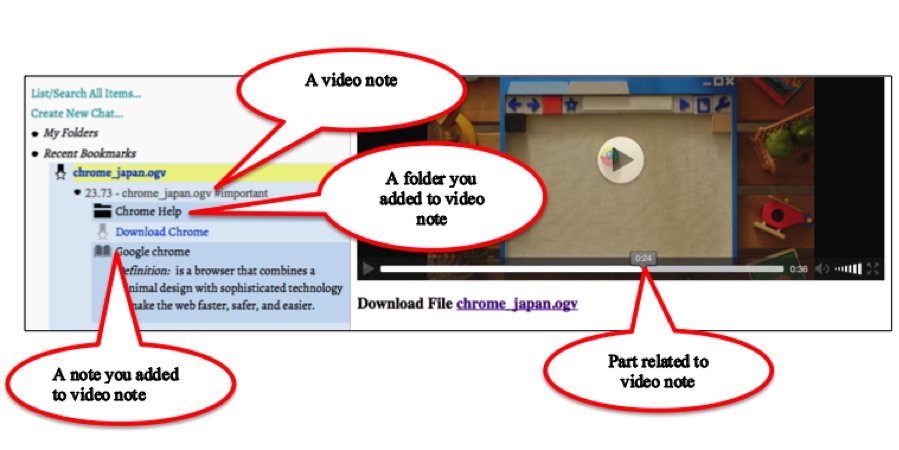 A video note
List/Search All Items...
Create New Chat...
My Folders
Recent Bookmarks
chrome_japan.ogv
23.73 - chrome_japan.ogv #important
A folder you
added to video
note
Chrome Help
Download Chrome
Google chrome
efinition: is a browser that combines a
nimal design with sophisticated technology
make the web faster, safer, and easier.
0:24
0:36
Download File chrome_japan.ogv
A note you added
to video note
Part related to
video note